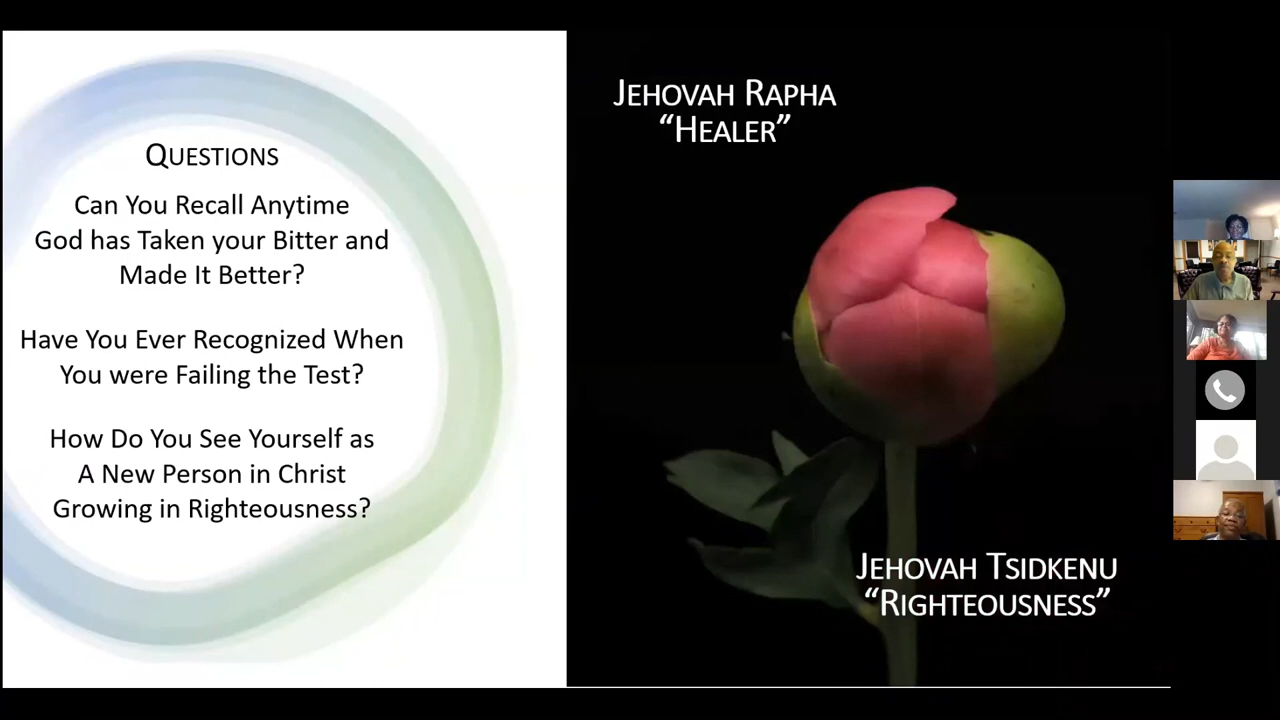 QUESTIONS
Can You Recall Anytime
God has Taken your Bitter and
Made It Better?
Have You Ever Recognized When
You were Failing the Test?
How Do You See Yourself as
A New Person in Christ
Growing in Righteousness?
JEHOVAH RAPHA
“HEALER”
JEHOVAH TSIDKENU
“RIGHTEOUSNESS”